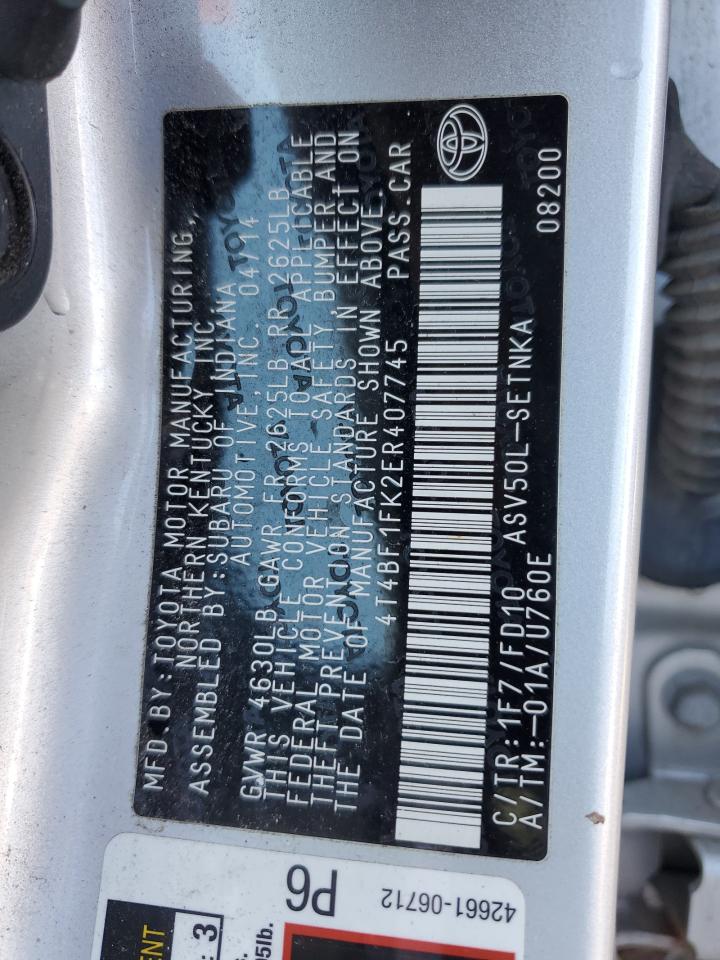 MFD BY:TOYOTA MOTOR MANUFACTURING,
NORTHERN KENTUCKY,INC.
ASSEMBLED BY:SUBARU OF INDIANA
AUTOMOTIVE,INC. 04/14
GVWR 4630LB GAWR FR 2625LB RR 2625LB
THIS VEHICLE CONFORMS TO ALL APPLICABLE
FEDERAL MOTOR VEHICLE SAFETY, BUMPER, AND
THEFT PREVENTION STANDARDS IN EFFECT ON
THE DATE OF MANUFACTURE SHOWN ABOVE.
4T4BF1FK2ER407745 PASS.CAR
C/TR:1F7/FD10 ASV50L-SETNKA
A/TM:-01A/U760E 08200
P6
42661-06712
3